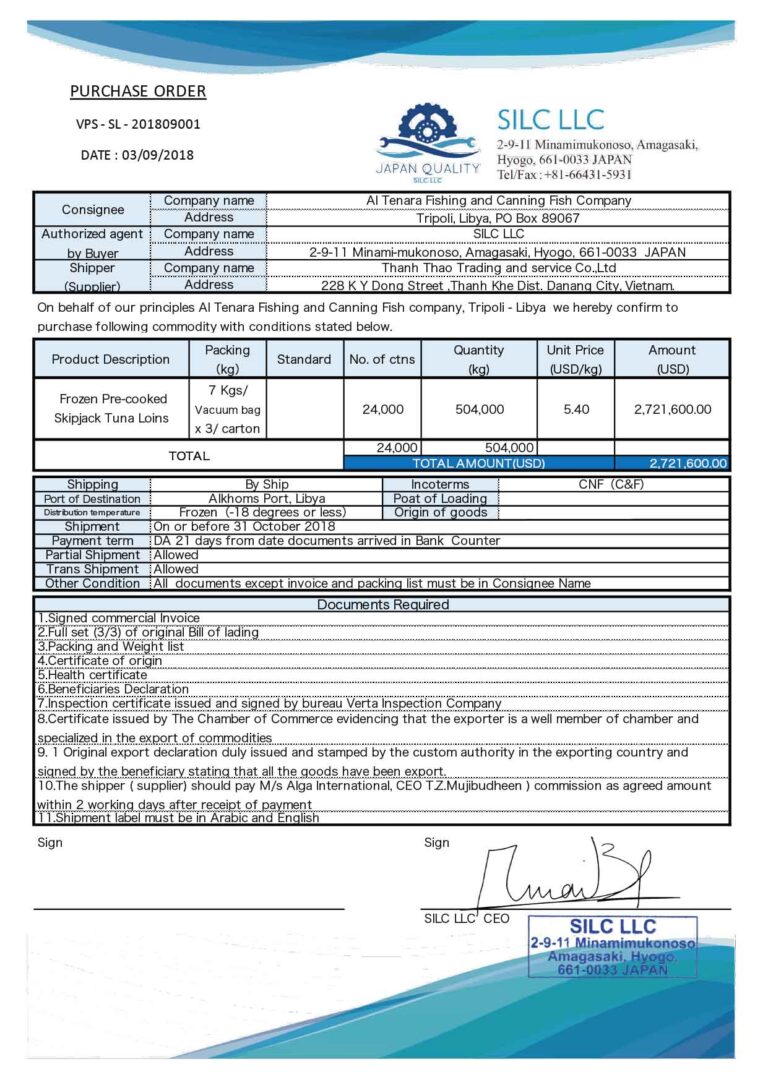 PURCHASE ORDER
VPS - SL - 201809001
DATE : 03/09/2018
JAPAN QUALITY
SILC LLC
SILC LLC
2-9-11 Minamimukonoso, Amagasaki,
Hyogo, 661-0033 JAPAN
Tel/Fax : +81-66431-5931
Consignee
Company name
Al Tenara Fishing and Canning Fish Company
Address
Tripoli, Libya, PO Box 89067
Authorized agent by Buyer
Company name
SILC LLC
Address
2-9-11 Minami-mukonoso, Amagasaki, Hyogo, 661-0033 JAPAN
Shipper (Supplier)
Company name
Thanh Thao Trading and service Co.,Ltd
Address
228 K Y Dong Street ,Thanh Khe Dist. Danang City, Vietnam.
On behalf of our principles Al Tenara Fishing and Canning Fish company, Tripoli - Libya we hereby confirm to
purchase following commodity with conditions stated below.
Product Description
Packing (kg)
Standard
No. of ctns
Quantity (kg)
Unit Price (USD/kg)
Amount (USD)
Frozen Pre-cooked
Skipjack Tuna Loins
7 Kgs/
Vacuum bag
x 3/ carton
24,000
504,000
5.40
2,721,600.00
TOTAL
24,000
504,000
TOTAL AMOUNT(USD)
2,721,600.00
Shipping
By Ship
Incoterms
CNF (C&F)
Port of Destination
Alkhoms Port, Libya
Poat of Loading
Distribution temperature
Frozen (-18 degrees or less)
Origin of goods
Shipment
On or before 31 October 2018
Payment term
DA 21 days from date documents arrived in Bank Counter
Partial Shipment
Allowed
Trans Shipment
Allowed
Other Condition
All documents except invoice and packing list must be in Consignee Name
Documents Required
1.Signed commercial Invoice
2.Full set (3/3) of original Bill of lading
3.Packing and Weight list
4.Certificate of origin
5.Health certificate
6.Beneficiaries Declaration
7.Inspection certificate issued and signed by bureau Verta Inspection Company
8.Certificate issued by The Chamber of Commerce evidencing that the exporter is a well member of chamber and
specialized in the export of commodities
9. 1 Original export declaration duly issued and stamped by the custom authority in the exporting country and
signed by the beneficiary stating that all the goods have been export.
10.The shipper ( supplier) should pay M/s Alga International, CEO T.Z.Mujibudheen ) commission as agreed amount
within 2 working days after receipt of payment
11.Shipment label must be in Arabic and English
Sign
Sign
SILC LLC CEO
SILC LLC
2-9-11 Minamimukonoso
Amagasaki, Hyogo,
661-0033 JAPAN